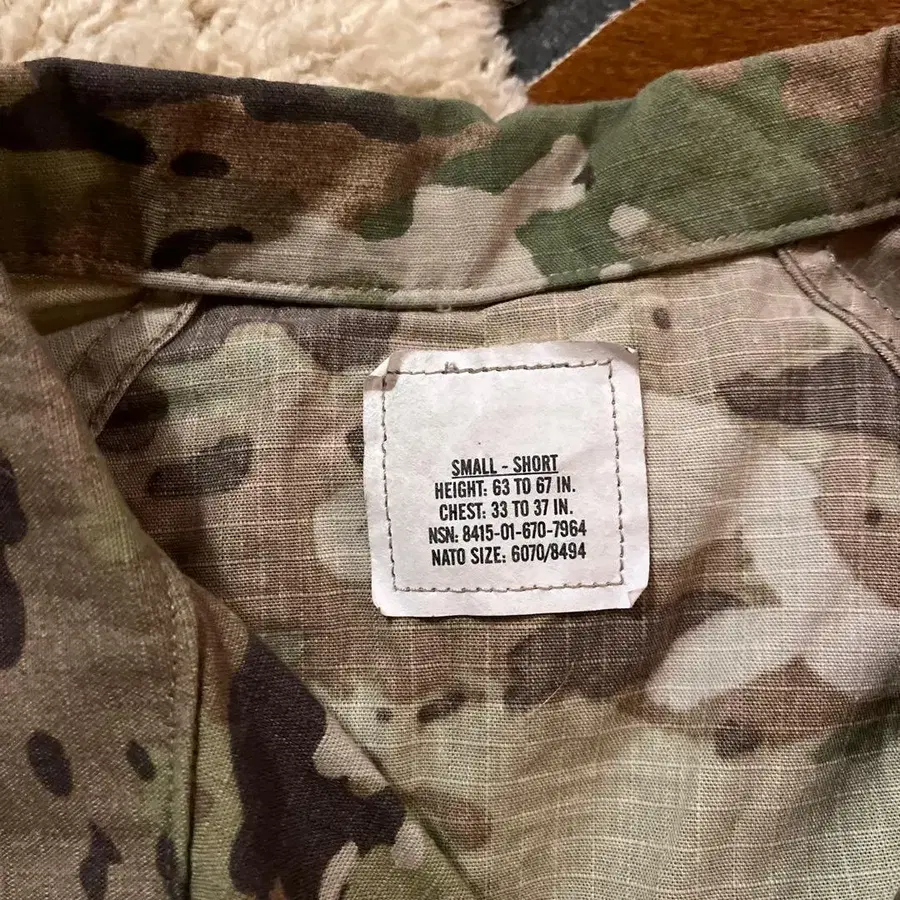 SMALL - SHORT
HEIGHT: 63 TO 67 IN.
CHEST: 33 TO 37 IN.
NSN: 8415-01-670-7964
NATO SIZE: 6070/8494